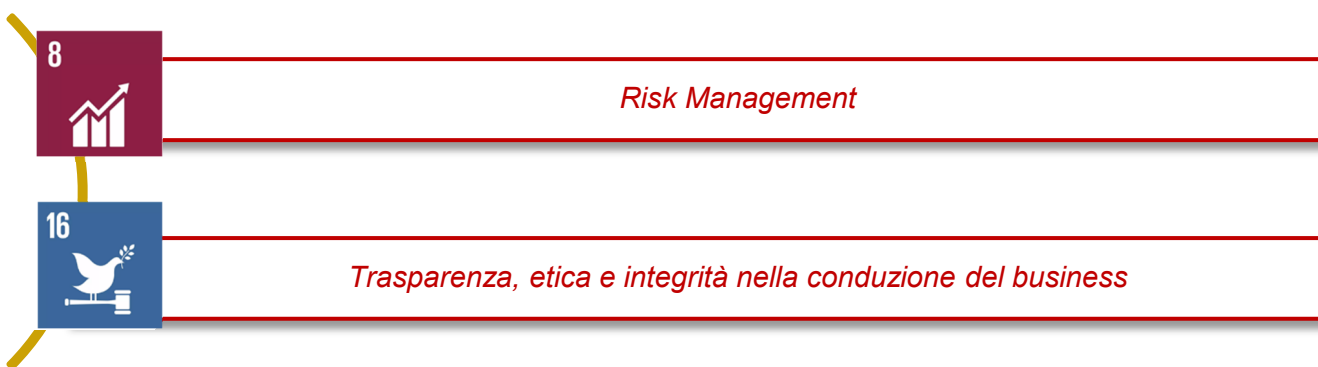 8
Risk Management
16
Trasparenza, etica e integrità nella conduzione del business